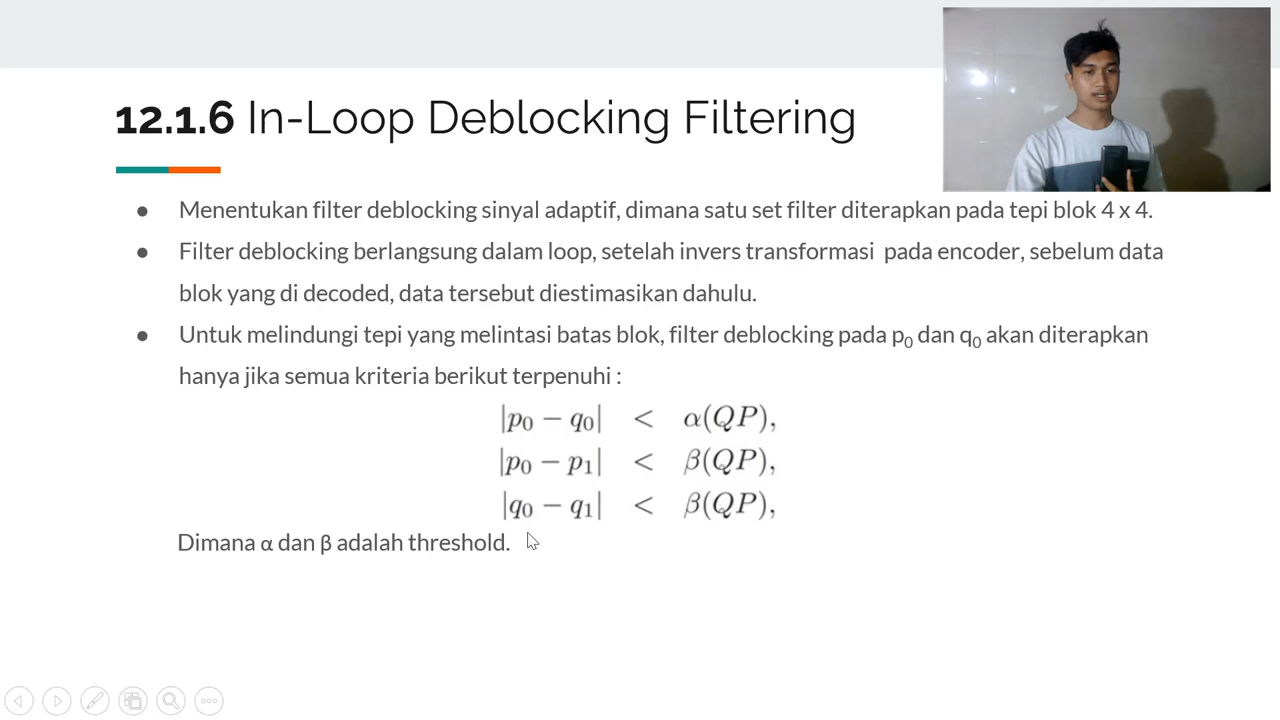 12.1.6 In-Loop Deblocking Filtering
● Menentukan filter deblocking sinyal adaptif, dimana satu set filter diterapkan pada tepi blok 4 x 4.
● Filter deblocking berlangsung dalam loop, setelah invers transformasi pada encoder, sebelum data
blok yang di decoded, data tersebut diestimasikan dahulu.
● Untuk melindungi tepi yang melintasi batas blok, filter deblocking pada p₀ dan q₀ akan diterapkan
hanya jika semua kriteria berikut terpenuhi :
|p₀ − q₀| < α(QP),
|p₀ − p₁| < β(QP),
|q₀ − q₁| < β(QP),
Dimana α dan β adalah threshold.